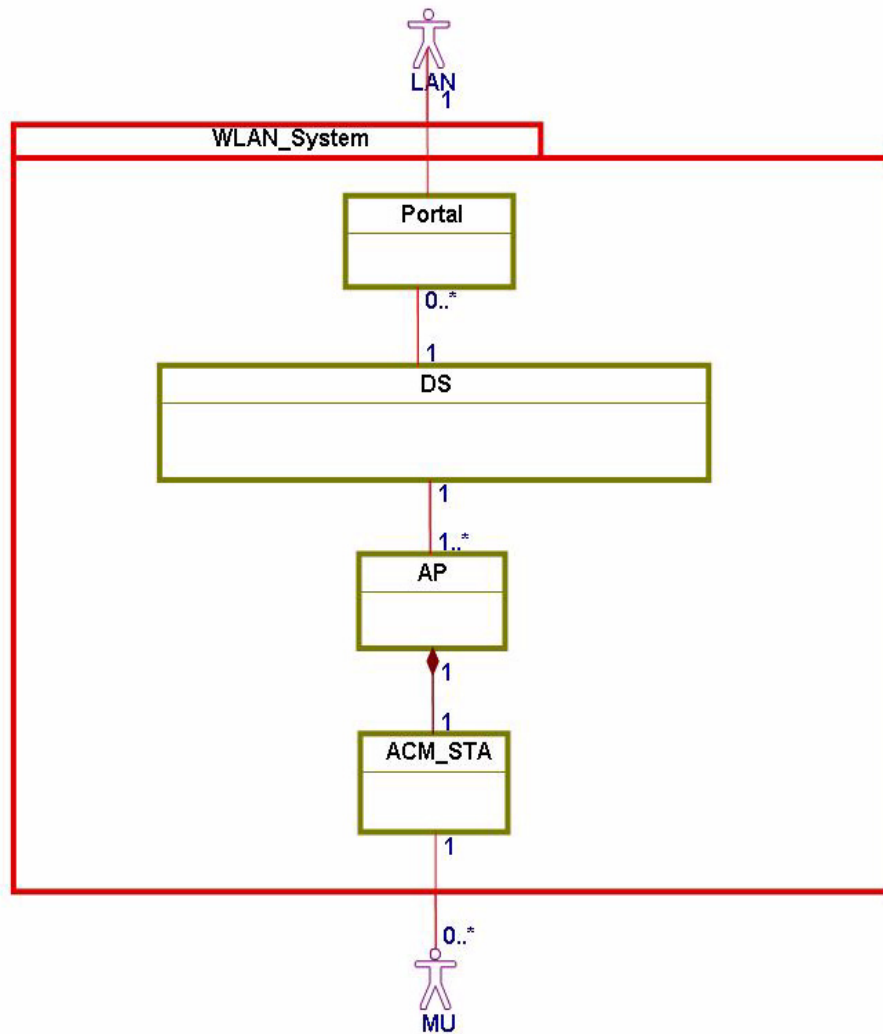 LAN
1
WLAN_System
Portal
0..*
1
DS
1
1..*
AP
1
1
ACM_STA
1
0..*
MU